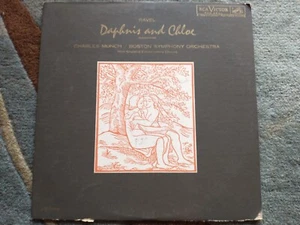 RAVEL
RCA VICTOR
Daphnis and Chloe
CHARLES MUNCH • BOSTON SYMPHONY ORCHESTRA